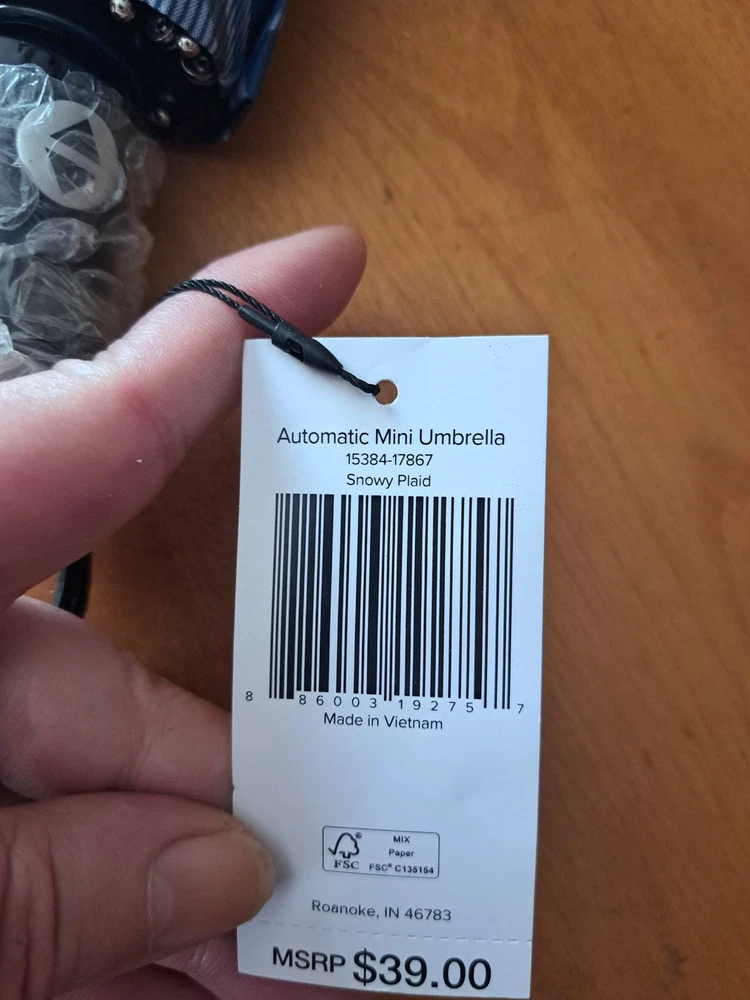 Automatic Mini Umbrella
15384-17867
Snowy Plaid
8 86003 19275 7
Made in Vietnam
FSC®
MIX
Paper
FSC® C135154
Roanoke, IN 46783
MSRP $39.00